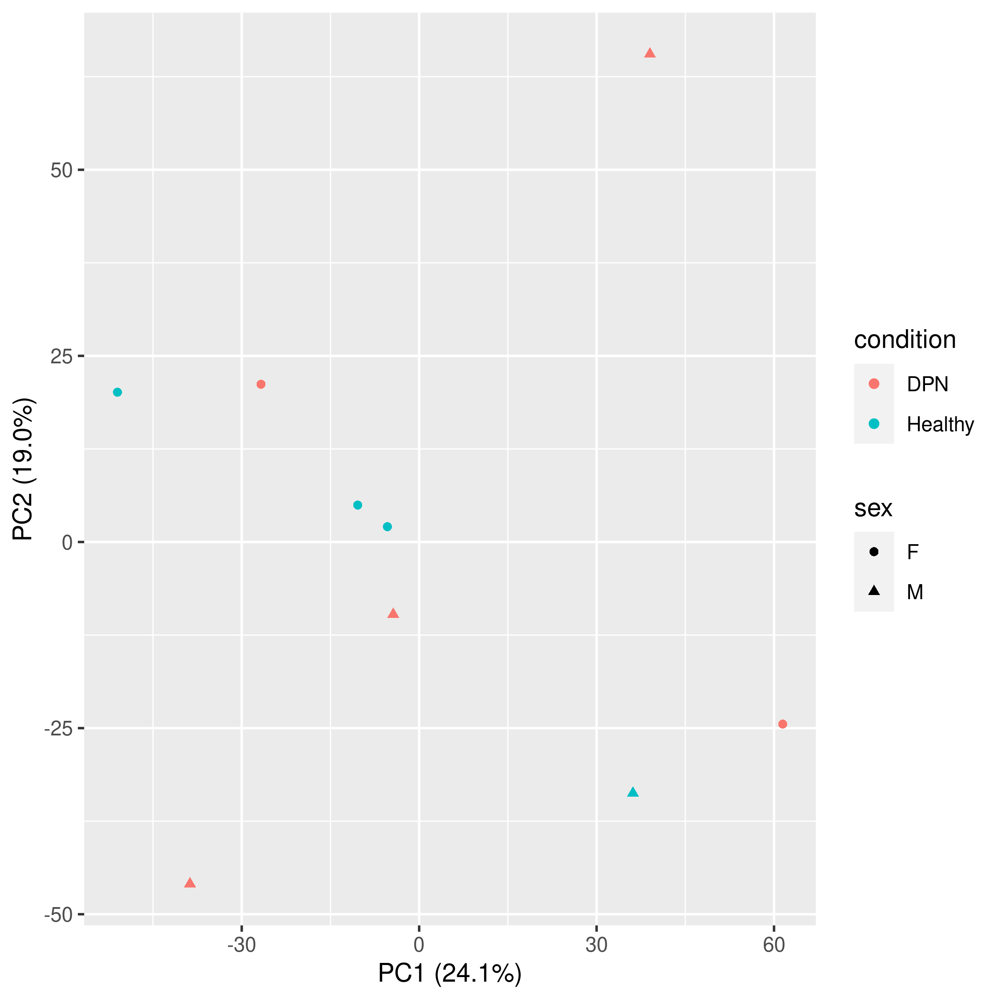 50
25
0
-25
-50
PC2 (19.0%)
-30 0 30 60
PC1 (24.1%)
condition
DPN
Healthy
sex
F
M